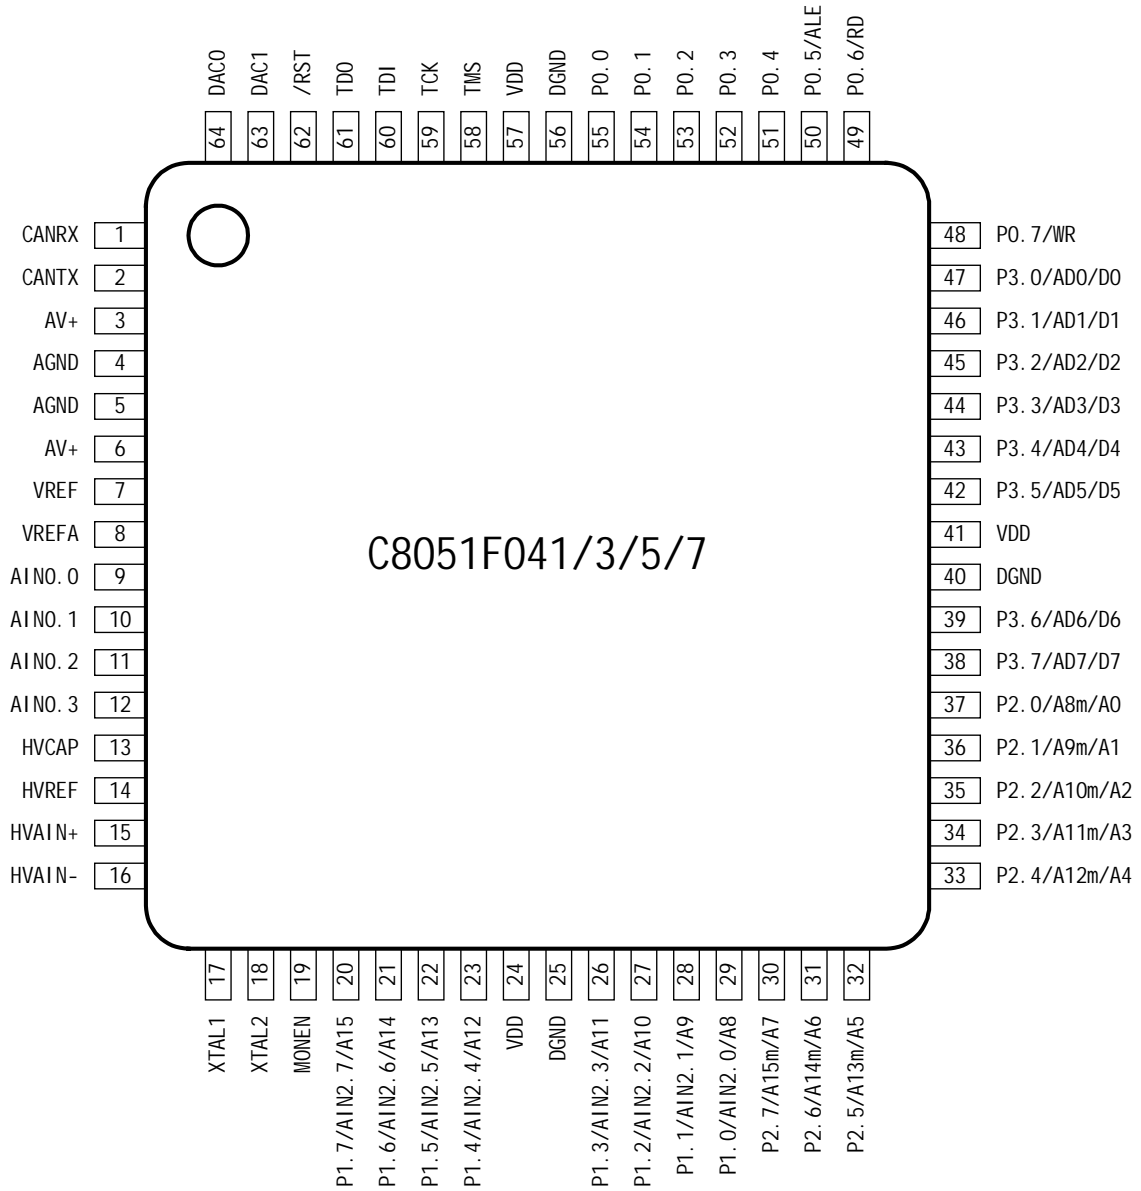 DAC0
DAC1
/RST
TDO
TDI
TCK
TMS
VDD
DGND
P0.0
P0.1
P0.2
P0.3
P0.4
P0.5/ALE
P0.6/RD
64
63
62
61
60
59
58
57
56
55
54
53
52
51
50
49
CANRX 1
CANTX 2
AV+ 3
AGND 4
AGND 5
AV+ 6
VREF 7
VREFA 8
AIN0.0 9
AIN0.1 10
AIN0.2 11
AIN0.3 12
HVCAP 13
HVREF 14
HVAIN+ 15
HVAIN- 16
C8051F041/3/5/7
48 P0.7/WR
47 P3.0/AD0/D0
46 P3.1/AD1/D1
45 P3.2/AD2/D2
44 P3.3/AD3/D3
43 P3.4/AD4/D4
42 P3.5/AD5/D5
41 VDD
40 DGND
39 P3.6/AD6/D6
38 P3.7/AD7/D7
37 P2.0/A8m/A0
36 P2.1/A9m/A1
35 P2.2/A10m/A2
34 P2.3/A11m/A3
33 P2.4/A12m/A4
17
18
19
20
21
22
23
24
25
26
27
28
29
30
31
32
XTAL1
XTAL2
MONEN
P1.7/AIN2.7/A15
P1.6/AIN2.6/A14
P1.5/AIN2.5/A13
P1.4/AIN2.4/A12
VDD
DGND
P1.3/AIN2.3/A11
P1.2/AIN2.2/A10
P1.1/AIN2.1/A9
P1.0/AIN2.0/A8
P2.7/A15m/A7
P2.6/A14m/A6
P2.5/A13m/A5